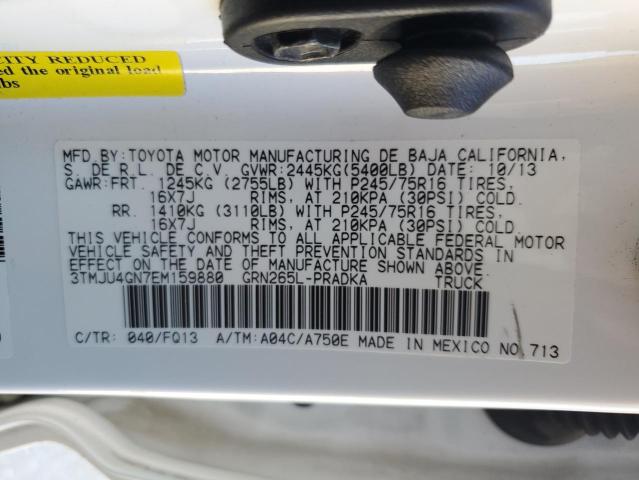 CITY REDUCED
ed the original load
lbs
MFD.BY:TOYOTA MOTOR MANUFACTURING DE BAJA CALIFORNIA,
S. DE R.L. DE C.V. GVWR:2445KG(5400LB) DATE: 10/13
GAWR:FRT. 1245KG (2755LB) WITH P245/75R16 TIRES,
16X7J RIMS, AT 210KPA (30PSI) COLD.
RR. 1410KG (3110LB) WITH P245/75R16 TIRES,
16X7J RIMS, AT 210KPA (30PSI) COLD.
THIS VEHICLE CONFORMS TO ALL APPLICABLE FEDERAL MOTOR
VEHICLE SAFETY AND THEFT PREVENTION STANDARDS IN
EFFECT ON THE DATE OF MANUFACTURE SHOWN ABOVE.
3TMJU4GN7EM159880 GRN265L-PRADKA TRUCK
C/TR: 040/FQ13 A/TM:A04C/A750E MADE IN MEXICO NO.713